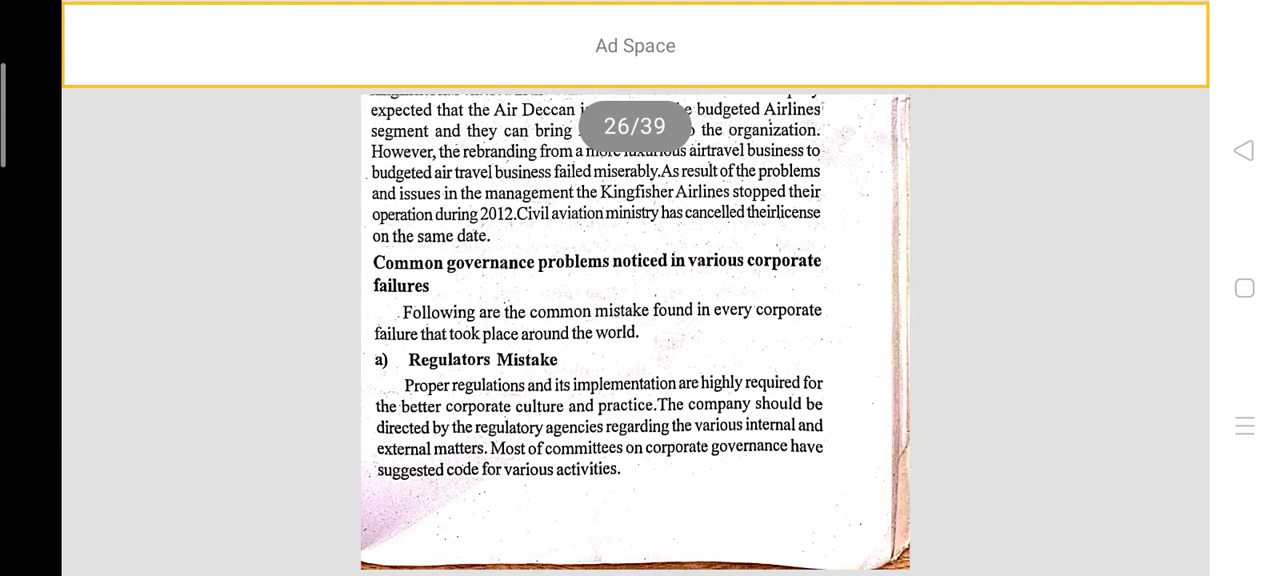 Ad Space
expected that the Air Deccan budgeted Airlines
26/39
segment and they can bring the organization.
However, the rebranding from a more luxurious airtravel business to
budgeted air travel business failed miserably.As result of the problems
and issues in the management the Kingfisher Airlines stopped their
operation during 2012.Civil aviation ministry has cancelled theirlicense
on the same date.
Common governance problems noticed in various corporate
failures
Following are the common mistake found in every corporate
failure that took place around the world.
a) Regulators Mistake
Proper regulations and its implementation are highly required for
the better corporate culture and practice.The company should be
directed by the regulatory agencies regarding the various internal and
external matters. Most of committees on corporate governance have
suggested code for various activities.